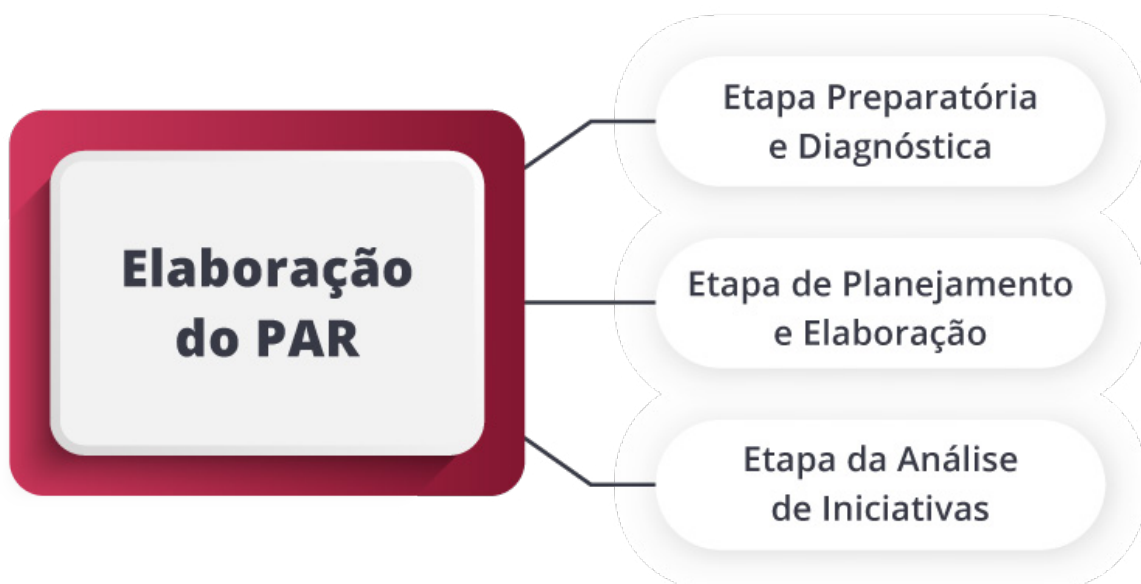 Elaboração
do PAR
Etapa Preparatória
e Diagnóstica
Etapa de Planejamento
e Elaboração
Etapa da Análise
de Iniciativas